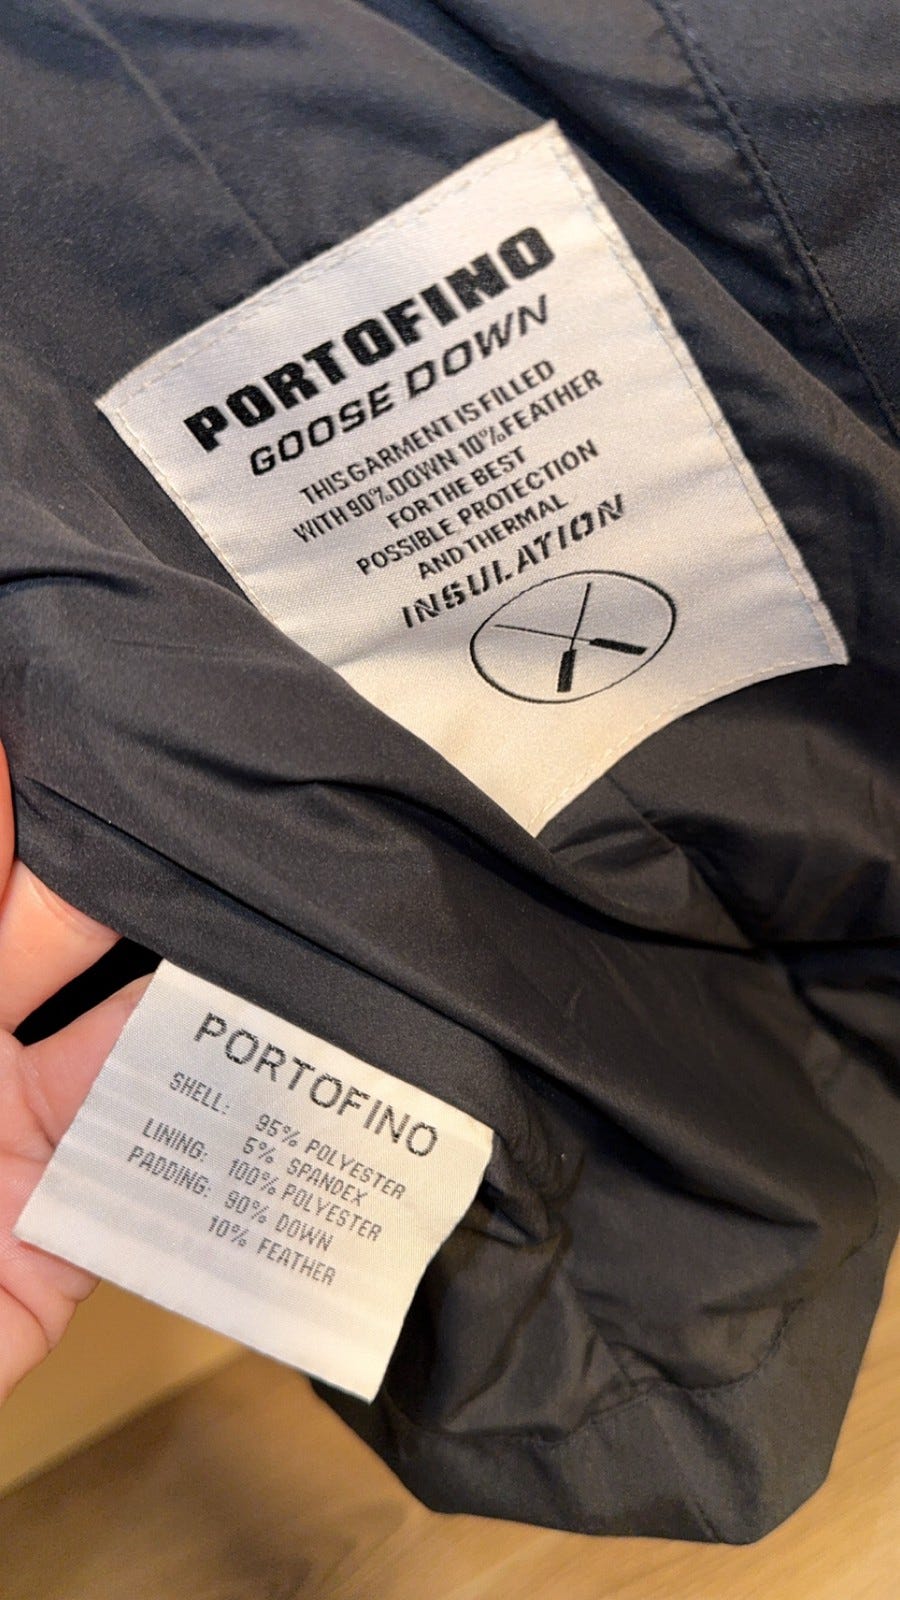 PORTOFINO
GOOSE DOWN
THIS GARMENT IS FILLED
WITH 90% DOWN 10% FEATHER
FOR THE BEST
POSSIBLE PROTECTION
AND THERMAL
INSULATION
PORTOFINO
SHELL: 95% POLYESTER
5% SPANDEX
LINING: 100% POLYESTER
PADDING: 90% DOWN
10% FEATHER